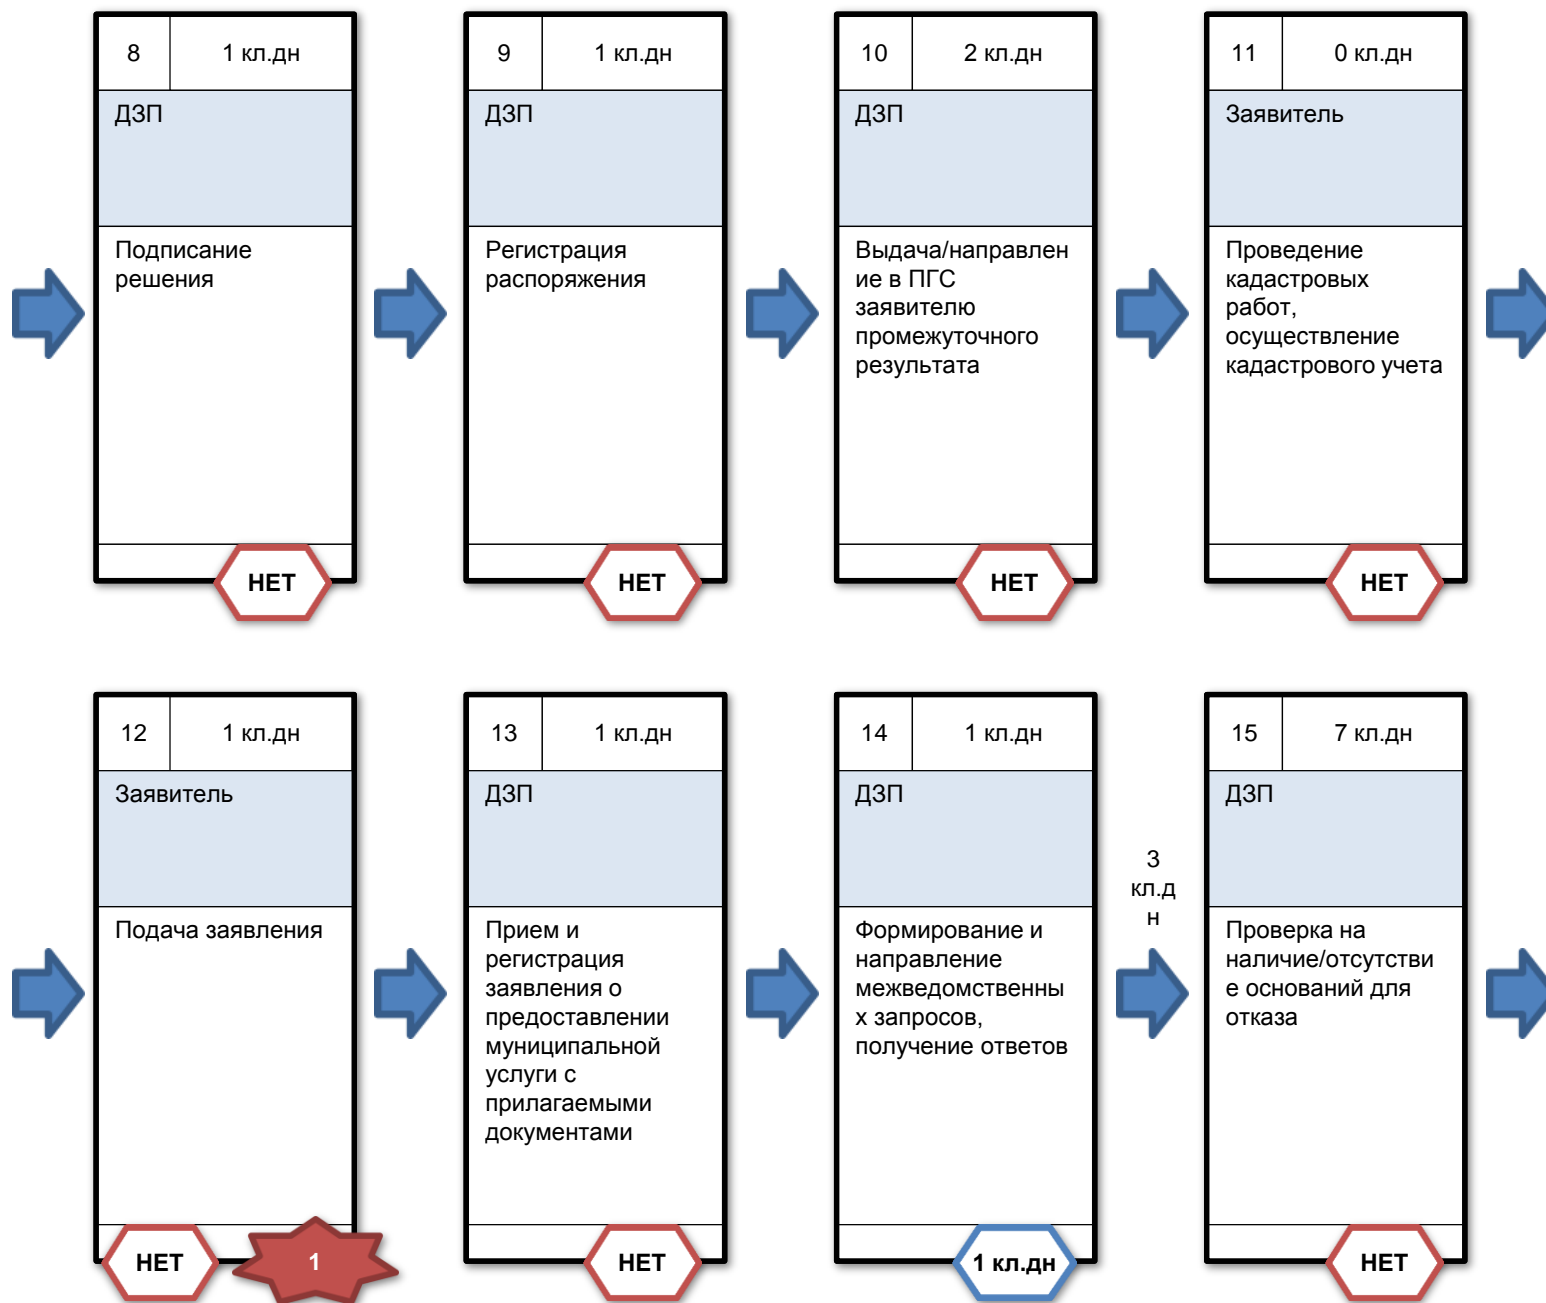 8
1 кл.дн
ДЗП
Подписание
решения
НЕТ
9
1 кл.дн
ДЗП
Регистрация
распоряжения
НЕТ
10
2 кл.дн
ДЗП
Выдача/направлен
ие в ПГС
заявителю
промежуточного
результата
НЕТ
11
0 кл.дн
Заявитель
Проведение
кадастровых
работ,
осуществление
кадастрового учета
НЕТ
12
1 кл.дн
Заявитель
Подача заявления
НЕТ
1
13
1 кл.дн
ДЗП
Прием и
регистрация
заявления о
предоставлении
муниципальной
услуги с
прилагаемыми
документами
НЕТ
14
1 кл.дн
ДЗП
Формирование и
направление
межведомственны
х запросов,
получение ответов
1 кл.дн
3
кл.д
н
15
7 кл.дн
ДЗП
Проверка на
наличие/отсутстви
е оснований для
отказа
НЕТ